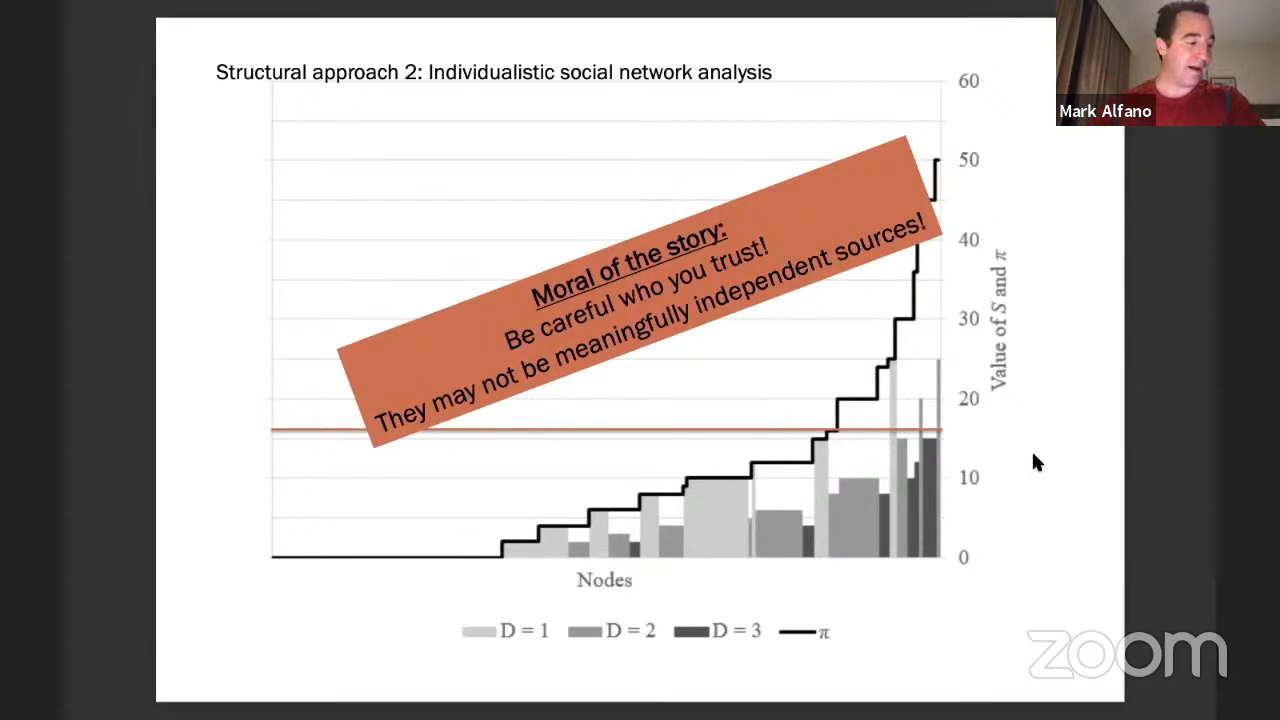 Structural approach 2: Individualistic social network analysis
Mark Alfano
60
50
40
30
20
10
0
Value of S and π
Moral of the story:
Be careful who you trust!
They may not be meaningfully independent sources!
Nodes
D = 1 D = 2 D = 3 π
zoom